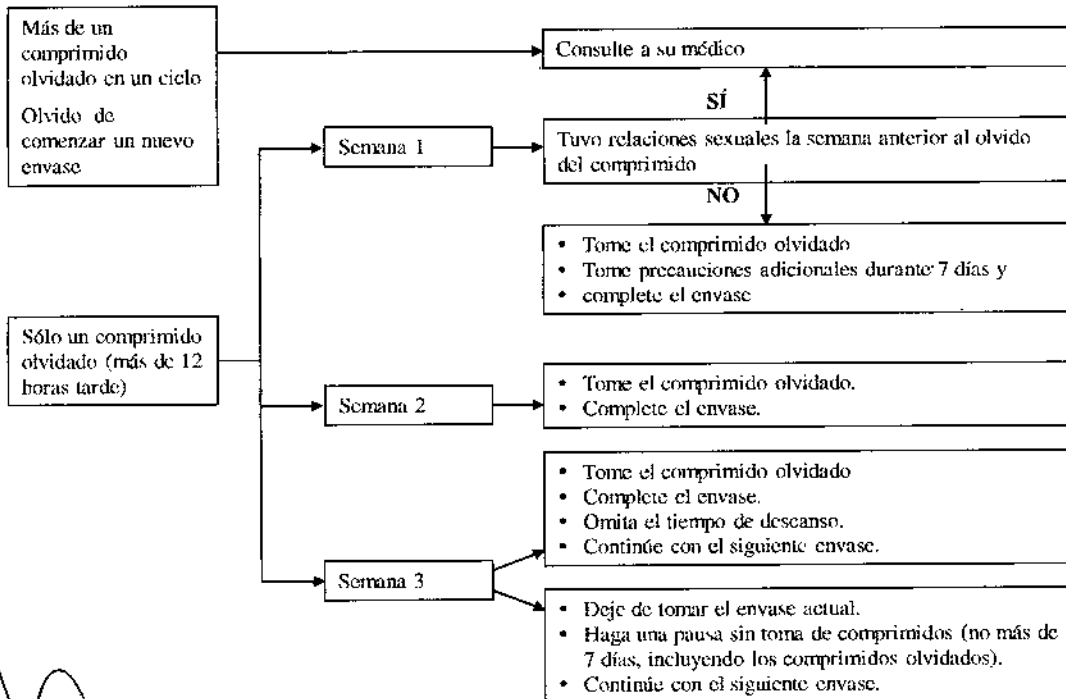 Más de un
comprimido
olvidado en un ciclo
Olvido de
comenzar un nuevo
envase
Consulte a su médico
SÍ
Semana 1
Tuvo relaciones sexuales la semana anterior al olvido
del comprimido
NO
• Tome el comprimido olvidado
• Tome precauciones adicionales durante 7 días y
• complete el envase
Sólo un comprimido
olvidado (más de 12
horas tarde)
Semana 2
• Tome el comprimido olvidado.
• Complete el envase.
Semana 3
• Tome el comprimido olvidado
• Complete el envase.
• Omita el tiempo de descanso.
• Continúe con el siguiente envase.
• Deje de tomar el envase actual.
• Haga una pausa sin toma de comprimidos (no más de
7 días, incluyendo los comprimidos olvidados).
• Continúe con el siguiente envase.